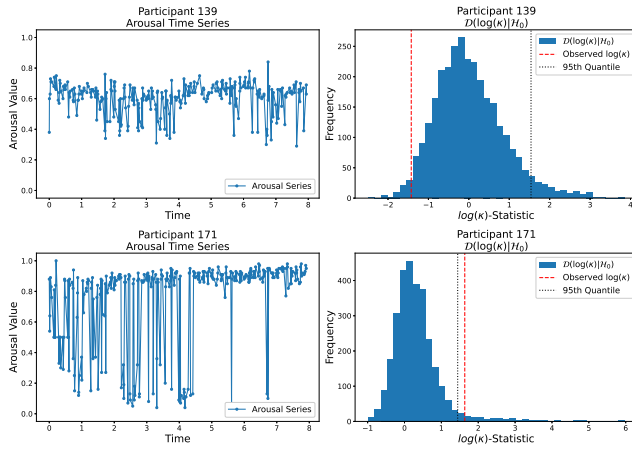 Participant 139
Arousal Time Series
Arousal Value
1.0
0.8
0.6
0.4
0.2
0.0
Arousal Series
0 1 2 3 4 5 6 7 8
Time
Participant 139
𝒟(log(κ)|ℋ₀)
Frequency
250
200
150
100
50
0
𝒟(log(κ)|ℋ₀)
Observed log(κ)
95th Quantile
−2 −1 0 1 2 3 4
log(κ)-Statistic
Participant 171
Arousal Time Series
Arousal Value
1.0
0.8
0.6
0.4
0.2
0.0
Arousal Series
0 1 2 3 4 5 6 7 8
Time
Participant 171
𝒟(log(κ)|ℋ₀)
Frequency
400
300
200
100
0
𝒟(log(κ)|ℋ₀)
Observed log(κ)
95th Quantile
−1 0 1 2 3 4 5 6
log(κ)-Statistic